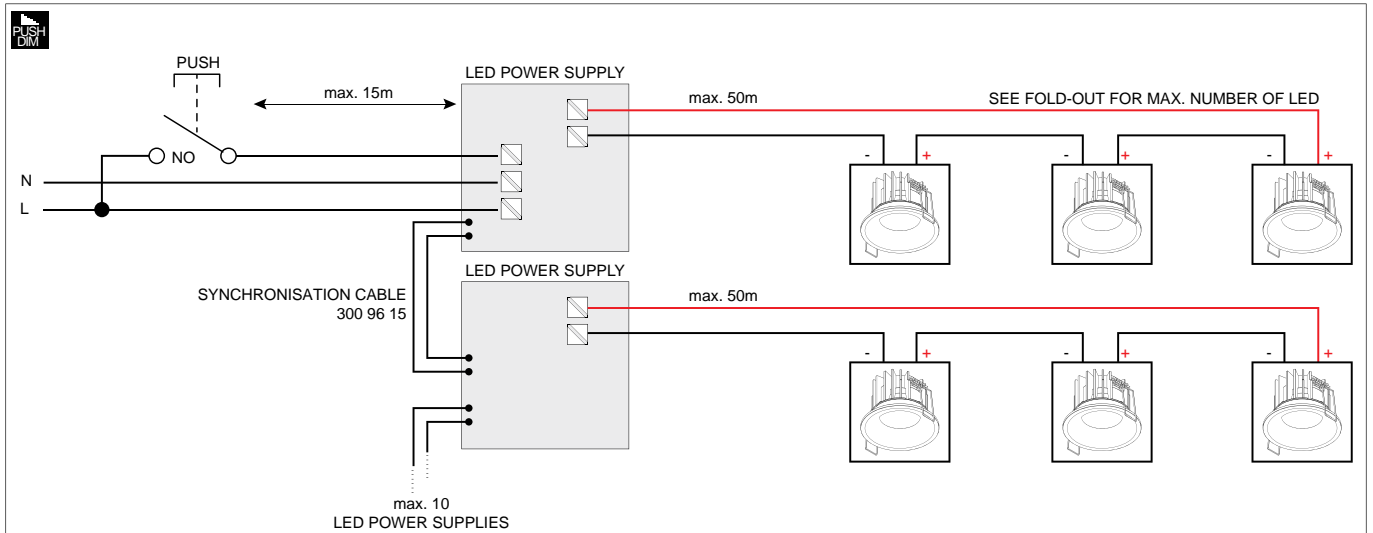 PUSH
DIM
PUSH
max. 15m
LED POWER SUPPLY
max. 50m
SEE FOLD-OUT FOR MAX. NUMBER OF LED
NO
- + - + - +
N
L
LED POWER SUPPLY
SYNCHRONISATION CABLE
300 96 15
max. 50m
- + - + - +
max. 10
LED POWER SUPPLIES